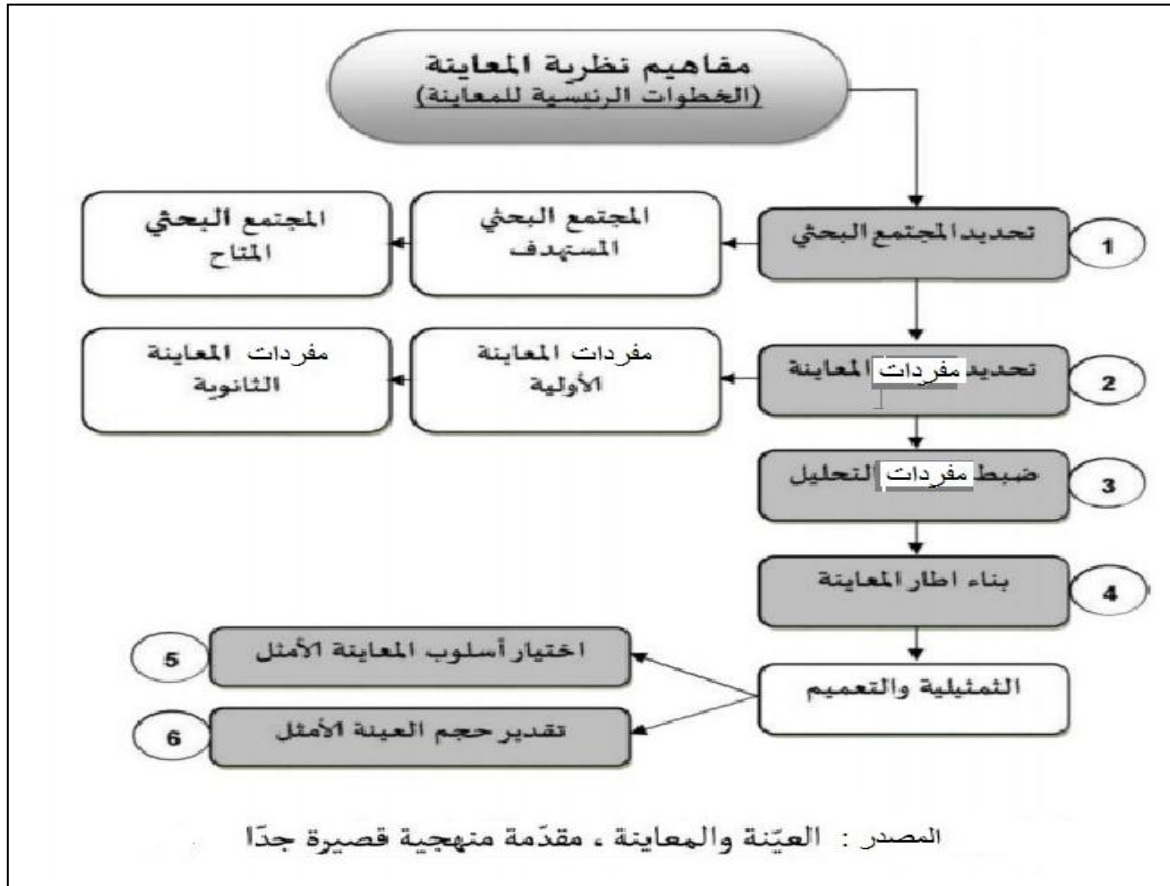 مفاهيم نظرية المعاينة
(الخطوات الرئيسية للمعاينة)
1
تحديد المجتمع البحثي
المجتمع البحثي
المستهدف
المجتمع البحثي
المتاح
2
تحديد مفردات المعاينة
مفردات المعاينة
الأولية
مفردات المعاينة
الثانوية
3
ضبط مفردات التحليل
4
بناء اطار المعاينة
الثمثيلية والتعميم
5
اختيار أسلوب المعاينة الأمثل
6
تقدير حجم العينة الأمثل
المصدر : العيّنة والمعاينة ، مقدّمة منهجية قصيرة جدّا